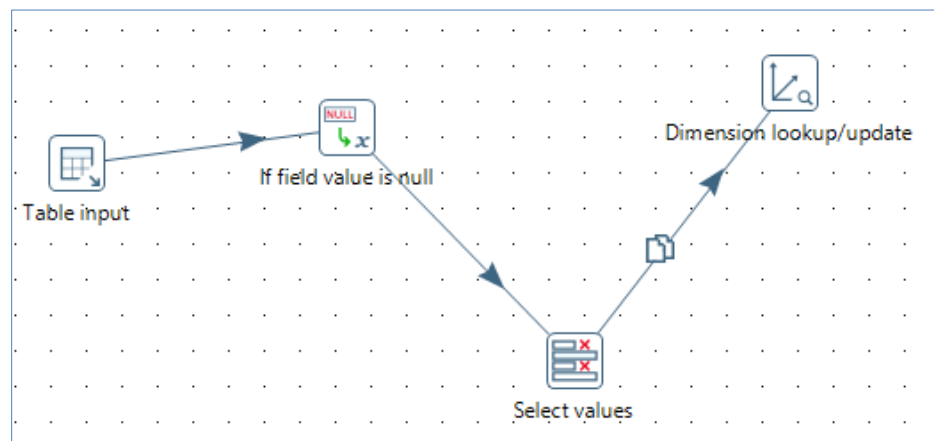 NULL
x
Dimension lookup/update
If field value is null
Table input
Select values